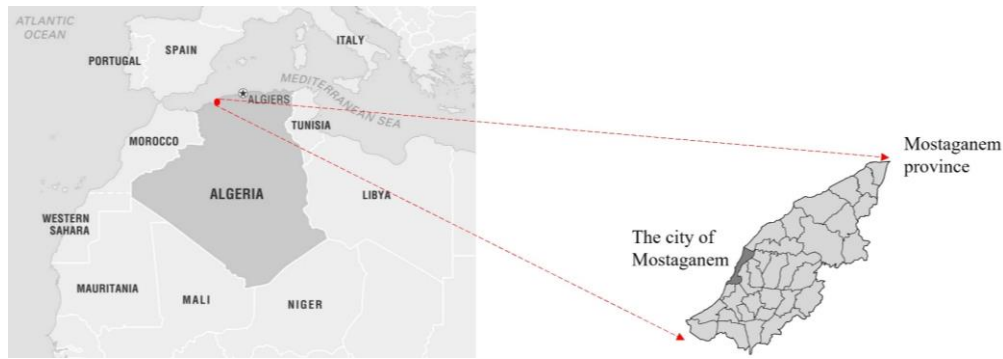 ATLANTIC
OCEAN
PORTUGAL
SPAIN
ITALY
ALGIERS
MEDITERRANEAN SEA
TUNISIA
MOROCCO
ALGERIA
LIBYA
WESTERN
SAHARA
MAURITANIA
MALI
NIGER
Mostaganem
province
The city of
Mostaganem